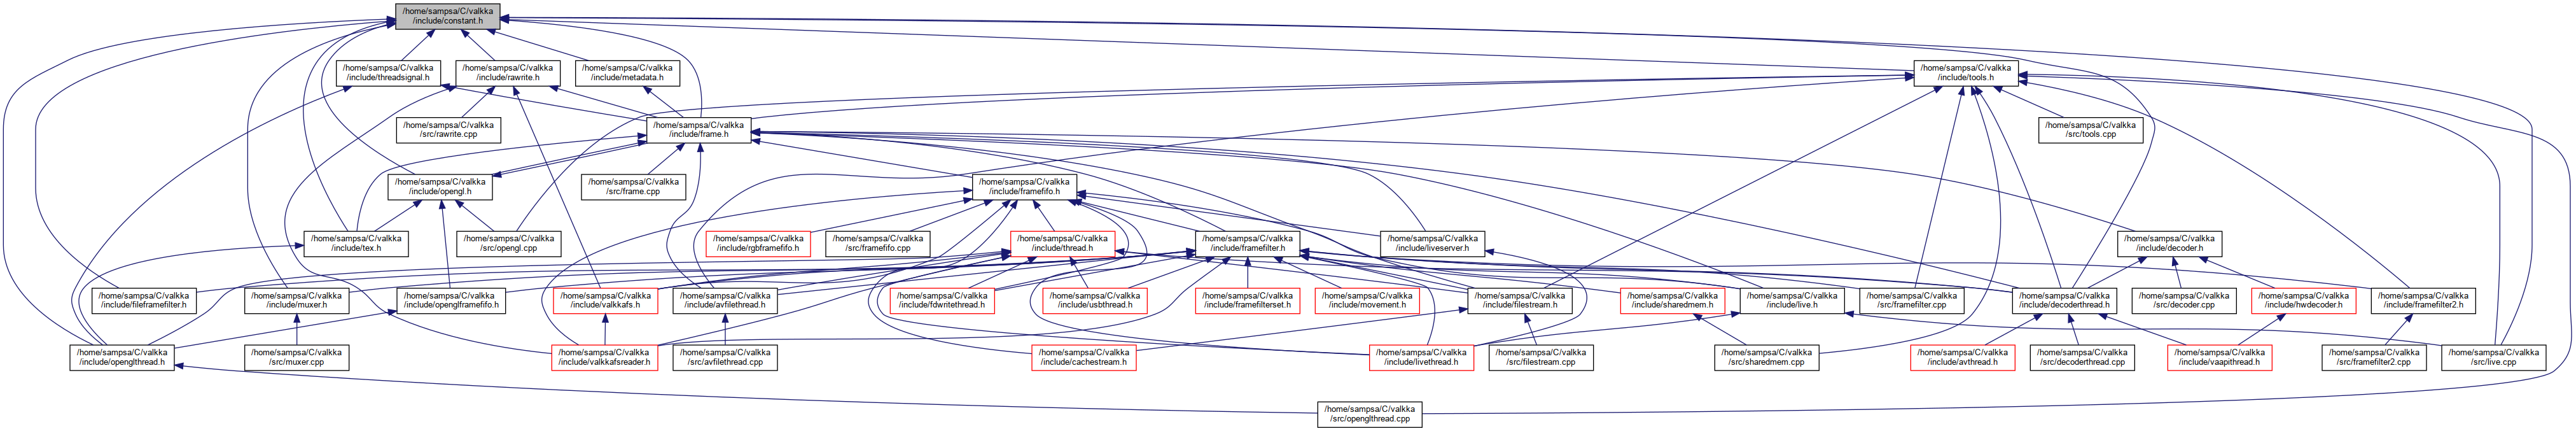 /home/sampsa/C/valkka
/include/constant.h
/home/sampsa/C/valkka
/include/threadsignal.h
/home/sampsa/C/valkka
/include/rawrite.h
/home/sampsa/C/valkka
/include/metadata.h
/home/sampsa/C/valkka
/include/tools.h
/home/sampsa/C/valkka
/src/rawrite.cpp
/home/sampsa/C/valkka
/include/frame.h
/home/sampsa/C/valkka
/src/tools.cpp
/home/sampsa/C/valkka
/include/opengl.h
/home/sampsa/C/valkka
/src/frame.cpp
/home/sampsa/C/valkka
/include/framefifo.h
/home/sampsa/C/valkka
/include/tex.h
/home/sampsa/C/valkka
/src/opengl.cpp
/home/sampsa/C/valkka
/include/rgbframefifo.h
/home/sampsa/C/valkka
/src/framefifo.cpp
/home/sampsa/C/valkka
/include/thread.h
/home/sampsa/C/valkka
/include/framefilter.h
/home/sampsa/C/valkka
/include/liveserver.h
/home/sampsa/C/valkka
/include/decoder.h
/home/sampsa/C/valkka
/include/fileframefilter.h
/home/sampsa/C/valkka
/include/muxer.h
/home/sampsa/C/valkka
/include/openglframefifo.h
/home/sampsa/C/valkka
/include/valkkafs.h
/home/sampsa/C/valkka
/include/avfilethread.h
/home/sampsa/C/valkka
/include/fdwritethread.h
/home/sampsa/C/valkka
/include/usbthread.h
/home/sampsa/C/valkka
/include/framefilterset.h
/home/sampsa/C/valkka
/include/movement.h
/home/sampsa/C/valkka
/include/filestream.h
/home/sampsa/C/valkka
/include/sharedmem.h
/home/sampsa/C/valkka
/include/live.h
/home/sampsa/C/valkka
/src/framefilter.cpp
/home/sampsa/C/valkka
/include/decoderthread.h
/home/sampsa/C/valkka
/src/decoder.cpp
/home/sampsa/C/valkka
/include/hwdecoder.h
/home/sampsa/C/valkka
/include/framefilter2.h
/home/sampsa/C/valkka
/include/openglthread.h
/home/sampsa/C/valkka
/src/muxer.cpp
/home/sampsa/C/valkka
/include/valkkafsreader.h
/home/sampsa/C/valkka
/src/avfilethread.cpp
/home/sampsa/C/valkka
/include/cachestream.h
/home/sampsa/C/valkka
/include/livethread.h
/home/sampsa/C/valkka
/src/filestream.cpp
/home/sampsa/C/valkka
/src/sharedmem.cpp
/home/sampsa/C/valkka
/include/avthread.h
/home/sampsa/C/valkka
/src/decoderthread.cpp
/home/sampsa/C/valkka
/include/vaapithread.h
/home/sampsa/C/valkka
/src/framefilter2.cpp
/home/sampsa/C/valkka
/src/live.cpp
/home/sampsa/C/valkka
/src/openglthread.cpp